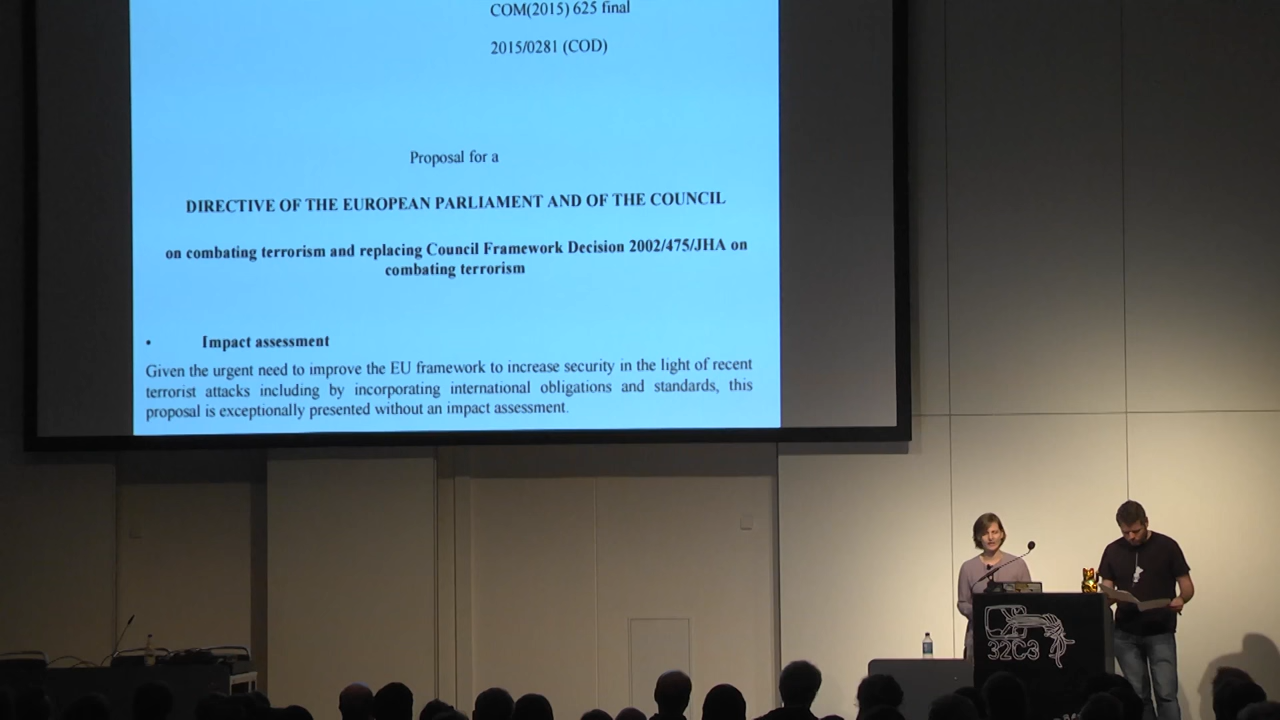 COM(2015) 625 final
2015/0281 (COD)
Proposal for a
DIRECTIVE OF THE EUROPEAN PARLIAMENT AND OF THE COUNCIL
on combating terrorism and replacing Council Framework Decision 2002/475/JHA on
combating terrorism
• Impact assessment
Given the urgent need to improve the EU framework to increase security in the light of recent
terrorist attacks including by incorporating international obligations and standards, this
proposal is exceptionally presented without an impact assessment.
32C3